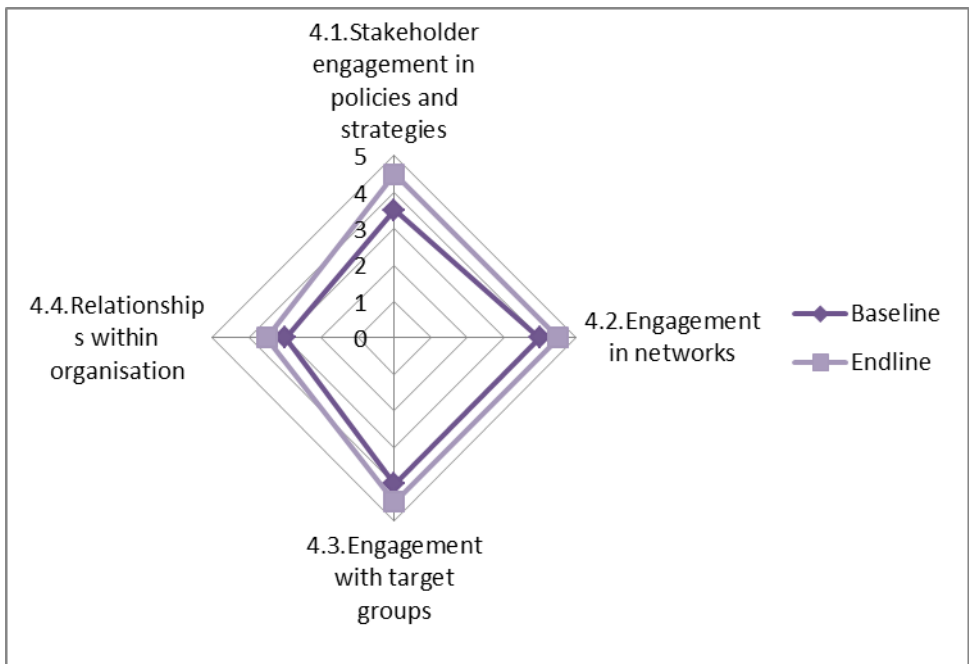 4.1.Stakeholder
engagement in
policies and
strategies
5
4
3
2
1
0
4.2.Engagement
in networks
4.3.Engagement
with target
groups
4.4.Relationship
s within
organisation
Baseline
Endline